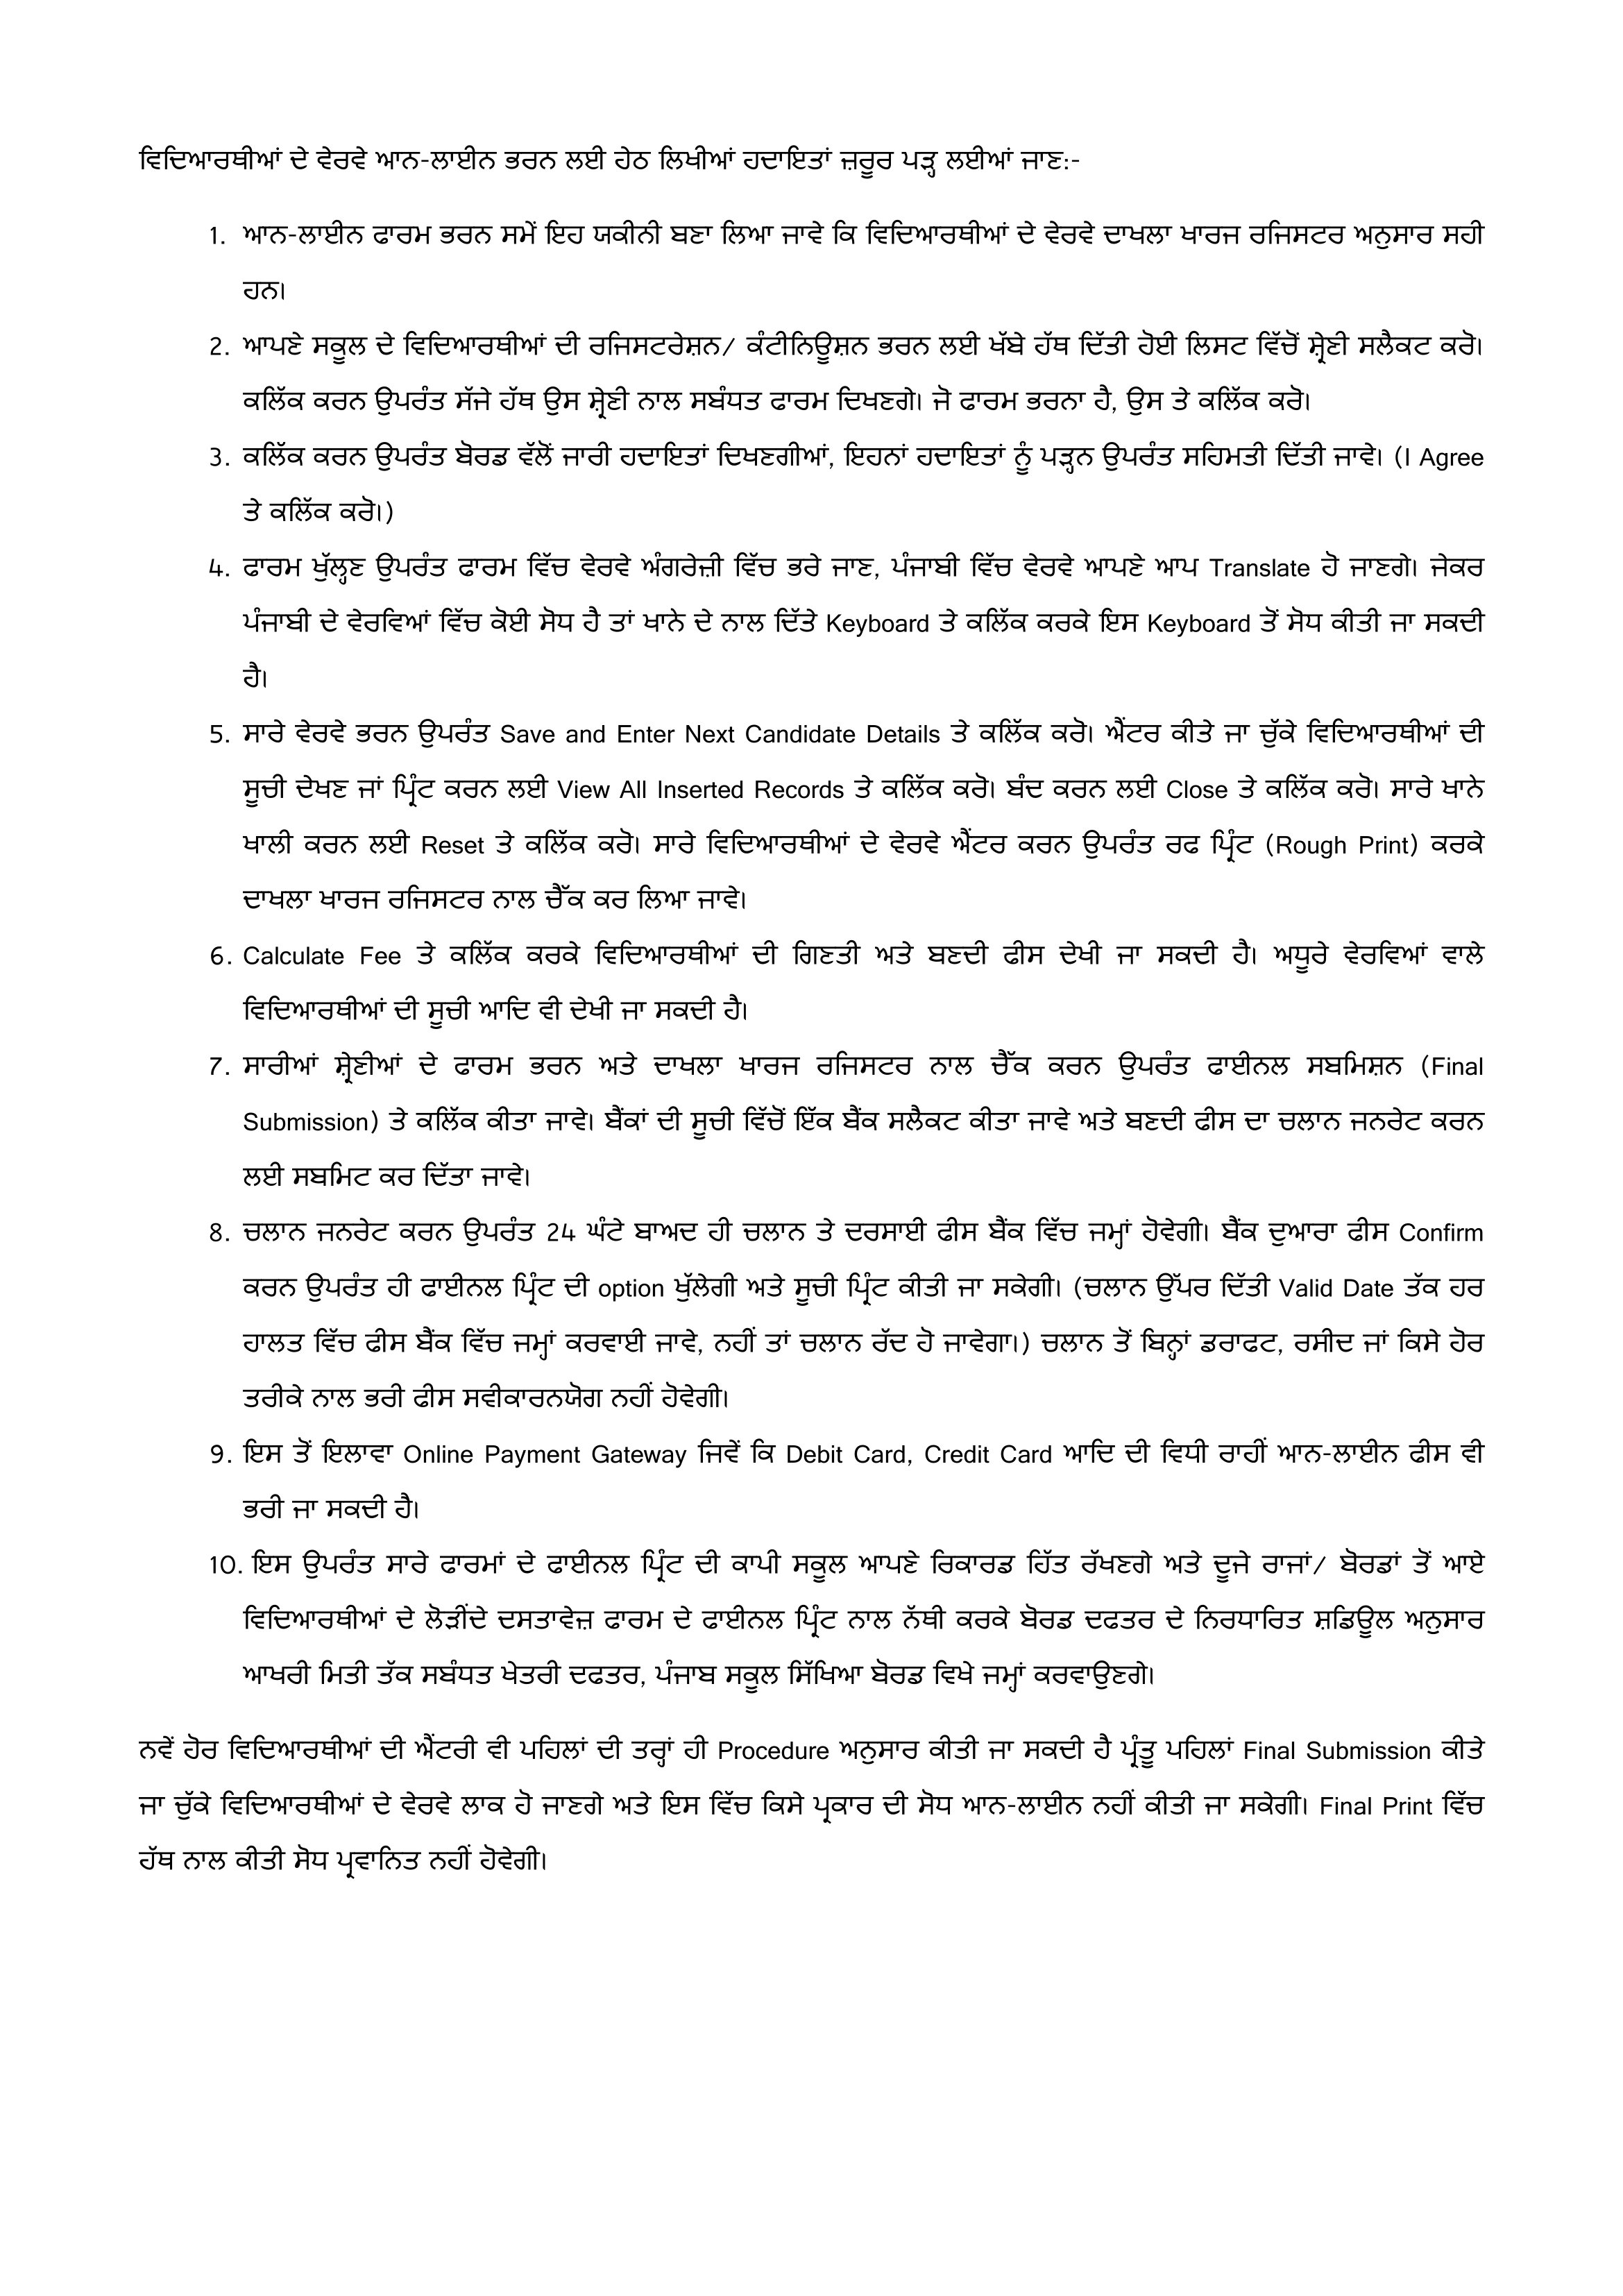 ਵਿਦਿਆਰਥੀਆਂ ਦੇ ਵੇਰਵੇ ਆਨ-ਲਾਈਨ ਭਰਨ ਲਈ ਹੇਠ ਲਿਖੀਆਂ ਹਦਾਇਤਾਂ ਜ਼ਰੂਰ ਪੜ੍ਹ ਲਈਆਂ ਜਾਣ:-
1. ਆਨ-ਲਾਈਨ ਫਾਰਮ ਭਰਨ ਸਮੇਂ ਇਹ ਯਕੀਨੀ ਬਣਾ ਲਿਆ ਜਾਵੇ ਕਿ ਵਿਦਿਆਰਥੀਆਂ ਦੇ ਵੇਰਵੇ ਦਾਖਲਾ ਖਾਰਜ ਰਜਿਸਟਰ ਅਨੁਸਾਰ ਸਹੀ
ਹਨ।
2. ਆਪਣੇ ਸਕੂਲ ਦੇ ਵਿਦਿਆਰਥੀਆਂ ਦੀ ਰਜਿਸਟਰੇਸ਼ਨ/ ਕੰਟੀਨਿਊਸ਼ਨ ਭਰਨ ਲਈ ਖੱਬੇ ਹੱਥ ਦਿੱਤੀ ਹੋਈ ਲਿਸਟ ਵਿੱਚੋਂ ਸ਼੍ਰੇਣੀ ਸਲੈਕਟ ਕਰੋ।
ਕਲਿੱਕ ਕਰਨ ਉਪਰੰਤ ਸੱਜੇ ਹੱਥ ਉਸ ਸ਼੍ਰੇਣੀ ਨਾਲ ਸਬੰਧਤ ਫਾਰਮ ਦਿਖਣਗੇ। ਜੋ ਫਾਰਮ ਭਰਨਾ ਹੈ, ਉਸ ਤੇ ਕਲਿੱਕ ਕਰੋ।
3. ਕਲਿੱਕ ਕਰਨ ਉਪਰੰਤ ਬੋਰਡ ਵੱਲੋਂ ਜਾਰੀ ਹਦਾਇਤਾਂ ਦਿਖਣਗੀਆਂ, ਇਹਨਾਂ ਹਦਾਇਤਾਂ ਨੂੰ ਪੜ੍ਹਨ ਉਪਰੰਤ ਸਹਿਮਤੀ ਦਿੱਤੀ ਜਾਵੇ। (I Agree
ਤੇ ਕਲਿੱਕ ਕਰੋ।)
4. ਫਾਰਮ ਖੁੱਲ੍ਹਣ ਉਪਰੰਤ ਫਾਰਮ ਵਿੱਚ ਵੇਰਵੇ ਅੰਗਰੇਜ਼ੀ ਵਿੱਚ ਭਰੇ ਜਾਣ, ਪੰਜਾਬੀ ਵਿੱਚ ਵੇਰਵੇ ਆਪਣੇ ਆਪ Translate ਹੋ ਜਾਣਗੇ। ਜੇਕਰ
ਪੰਜਾਬੀ ਦੇ ਵੇਰਵਿਆਂ ਵਿੱਚ ਕੋਈ ਸੋਧ ਹੈ ਤਾਂ ਖਾਨੇ ਦੇ ਨਾਲ ਦਿੱਤੇ Keyboard ਤੇ ਕਲਿੱਕ ਕਰਕੇ ਇਸ Keyboard ਤੋਂ ਸੋਧ ਕੀਤੀ ਜਾ ਸਕਦੀ
ਹੈ।
5. ਸਾਰੇ ਵੇਰਵੇ ਭਰਨ ਉਪਰੰਤ Save and Enter Next Candidate Details ਤੇ ਕਲਿੱਕ ਕਰੋ। ਐਂਟਰ ਕੀਤੇ ਜਾ ਚੁੱਕੇ ਵਿਦਿਆਰਥੀਆਂ ਦੀ
ਸੂਚੀ ਦੇਖਣ ਜਾਂ ਪ੍ਰਿੰਟ ਕਰਨ ਲਈ View All Inserted Records ਤੇ ਕਲਿੱਕ ਕਰੋ। ਬੰਦ ਕਰਨ ਲਈ Close ਤੇ ਕਲਿੱਕ ਕਰੋ। ਸਾਰੇ ਖਾਨੇ
ਖਾਲੀ ਕਰਨ ਲਈ Reset ਤੇ ਕਲਿੱਕ ਕਰੋ। ਸਾਰੇ ਵਿਦਿਆਰਥੀਆਂ ਦੇ ਵੇਰਵੇ ਐਂਟਰ ਕਰਨ ਉਪਰੰਤ ਰਫ ਪ੍ਰਿੰਟ (Rough Print) ਕਰਕੇ
ਦਾਖਲਾ ਖਾਰਜ ਰਜਿਸਟਰ ਨਾਲ ਚੈੱਕ ਕਰ ਲਿਆ ਜਾਵੇ।
6. Calculate Fee ਤੇ ਕਲਿੱਕ ਕਰਕੇ ਵਿਦਿਆਰਥੀਆਂ ਦੀ ਗਿਣਤੀ ਅਤੇ ਬਣਦੀ ਫੀਸ ਦੇਖੀ ਜਾ ਸਕਦੀ ਹੈ। ਅਧੂਰੇ ਵੇਰਵਿਆਂ ਵਾਲੇ
ਵਿਦਿਆਰਥੀਆਂ ਦੀ ਸੂਚੀ ਆਦਿ ਵੀ ਦੇਖੀ ਜਾ ਸਕਦੀ ਹੈ।
7. ਸਾਰੀਆਂ ਸ਼੍ਰੇਣੀਆਂ ਦੇ ਫਾਰਮ ਭਰਨ ਅਤੇ ਦਾਖਲਾ ਖਾਰਜ ਰਜਿਸਟਰ ਨਾਲ ਚੈੱਕ ਕਰਨ ਉਪਰੰਤ ਫਾਈਨਲ ਸਬਮਿਸ਼ਨ (Final
Submission) ਤੇ ਕਲਿੱਕ ਕੀਤਾ ਜਾਵੇ। ਬੈਂਕਾਂ ਦੀ ਸੂਚੀ ਵਿੱਚੋਂ ਇੱਕ ਬੈਂਕ ਸਲੈਕਟ ਕੀਤਾ ਜਾਵੇ ਅਤੇ ਬਣਦੀ ਫੀਸ ਦਾ ਚਲਾਨ ਜਨਰੇਟ ਕਰਨ
ਲਈ ਸਬਮਿਟ ਕਰ ਦਿੱਤਾ ਜਾਵੇ।
8. ਚਲਾਨ ਜਨਰੇਟ ਕਰਨ ਉਪਰੰਤ 24 ਘੰਟੇ ਬਾਅਦ ਹੀ ਚਲਾਨ ਤੇ ਦਰਸਾਈ ਫੀਸ ਬੈਂਕ ਵਿੱਚ ਜਮ੍ਹਾਂ ਹੋਵੇਗੀ। ਬੈਂਕ ਦੁਆਰਾ ਫੀਸ Confirm
ਕਰਨ ਉਪਰੰਤ ਹੀ ਫਾਈਨਲ ਪ੍ਰਿੰਟ ਦੀ option ਖੁੱਲੇਗੀ ਅਤੇ ਸੂਚੀ ਪ੍ਰਿੰਟ ਕੀਤੀ ਜਾ ਸਕੇਗੀ। (ਚਲਾਨ ਉੱਪਰ ਦਿੱਤੀ Valid Date ਤੱਕ ਹਰ
ਹਾਲਤ ਵਿੱਚ ਫੀਸ ਬੈਂਕ ਵਿੱਚ ਜਮ੍ਹਾਂ ਕਰਵਾਈ ਜਾਵੇ, ਨਹੀਂ ਤਾਂ ਚਲਾਨ ਰੱਦ ਹੋ ਜਾਵੇਗਾ।) ਚਲਾਨ ਤੋਂ ਬਿਨ੍ਹਾਂ ਡਰਾਫਟ, ਰਸੀਦ ਜਾਂ ਕਿਸੇ ਹੋਰ
ਤਰੀਕੇ ਨਾਲ ਭਰੀ ਫੀਸ ਸਵੀਕਾਰਨਯੋਗ ਨਹੀਂ ਹੋਵੇਗੀ।
9. ਇਸ ਤੋਂ ਇਲਾਵਾ Online Payment Gateway ਜਿਵੇਂ ਕਿ Debit Card, Credit Card ਆਦਿ ਦੀ ਵਿਧੀ ਰਾਹੀਂ ਆਨ-ਲਾਈਨ ਫੀਸ ਵੀ
ਭਰੀ ਜਾ ਸਕਦੀ ਹੈ।
10. ਇਸ ਉਪਰੰਤ ਸਾਰੇ ਫਾਰਮਾਂ ਦੇ ਫਾਈਨਲ ਪ੍ਰਿੰਟ ਦੀ ਕਾਪੀ ਸਕੂਲ ਆਪਣੇ ਰਿਕਾਰਡ ਹਿੱਤ ਰੱਖਣਗੇ ਅਤੇ ਦੂਜੇ ਰਾਜਾਂ/ ਬੋਰਡਾਂ ਤੋਂ ਆਏ
ਵਿਦਿਆਰਥੀਆਂ ਦੇ ਲੋੜੀਂਦੇ ਦਸਤਾਵੇਜ਼ ਫਾਰਮ ਦੇ ਫਾਈਨਲ ਪ੍ਰਿੰਟ ਨਾਲ ਨੱਥੀ ਕਰਕੇ ਬੋਰਡ ਦਫਤਰ ਦੇ ਨਿਰਧਾਰਿਤ ਸ਼ਡਿਊਲ ਅਨੁਸਾਰ
ਆਖਰੀ ਮਿਤੀ ਤੱਕ ਸਬੰਧਤ ਖੇਤਰੀ ਦਫਤਰ, ਪੰਜਾਬ ਸਕੂਲ ਸਿੱਖਿਆ ਬੋਰਡ ਵਿਖੇ ਜਮ੍ਹਾਂ ਕਰਵਾਉਣਗੇ।
ਨਵੇਂ ਹੋਰ ਵਿਦਿਆਰਥੀਆਂ ਦੀ ਐਂਟਰੀ ਵੀ ਪਹਿਲਾਂ ਦੀ ਤਰ੍ਹਾਂ ਹੀ Procedure ਅਨੁਸਾਰ ਕੀਤੀ ਜਾ ਸਕਦੀ ਹੈ ਪ੍ਰੰਤੂ ਪਹਿਲਾਂ Final Submission ਕੀਤੇ
ਜਾ ਚੁੱਕੇ ਵਿਦਿਆਰਥੀਆਂ ਦੇ ਵੇਰਵੇ ਲਾਕ ਹੋ ਜਾਣਗੇ ਅਤੇ ਇਸ ਵਿੱਚ ਕਿਸੇ ਪ੍ਰਕਾਰ ਦੀ ਸੋਧ ਆਨ-ਲਾਈਨ ਨਹੀਂ ਕੀਤੀ ਜਾ ਸਕੇਗੀ। Final Print ਵਿੱਚ
ਹੱਥ ਨਾਲ ਕੀਤੀ ਸੋਧ ਪ੍ਰਵਾਨਿਤ ਨਹੀਂ ਹੋਵੇਗੀ।